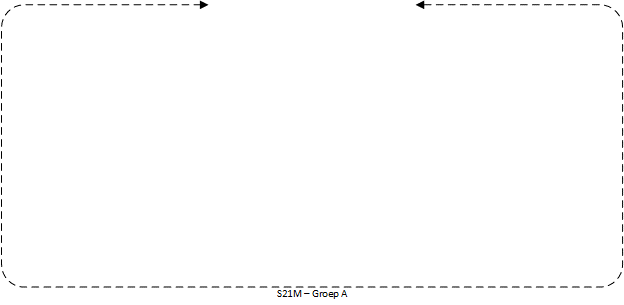 S21M – Groep A